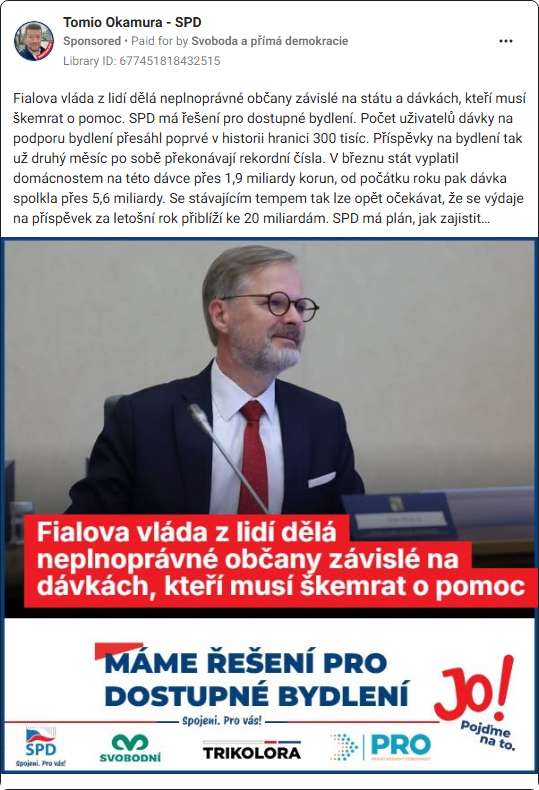 Tomio Okamura - SPD
Sponsored • Paid for by Svoboda a přímá demokracie
Library ID: 677451818432515
Fialova vláda z lidí dělá neplnoprávné občany závislé na státu a dávkách, kteří musí
škemrat o pomoc. SPD má řešení pro dostupné bydlení. Počet uživatelů dávky na
podporu bydlení přesáhl poprvé v historii hranici 300 tisíc. Příspěvky na bydlení tak
už druhý měsíc po sobě překonávají rekordní čísla. V březnu stát vyplatil
domácnostem na této dávce přes 1,9 miliardy korun, od počátku roku pak dávka
spolkla přes 5,6 miliardy. Se stávajícím tempem tak lze opět očekávat, že se výdaje
na příspěvek za letošní rok přiblíží ke 20 miliardám. SPD má plán, jak zajistit...
Fialova vláda z lidí dělá
neplnoprávné občany závislé na
dávkách, kteří musí škemrat o pomoc
MÁME ŘEŠENÍ PRO
DOSTUPNÉ BYDLENÍ
Spojeni. Pro vás!
Jo!
Pojďme
na to.
SPD
Spojeni. Pro vás!
SVOBODNÍ
TRIKOLORA
PRO